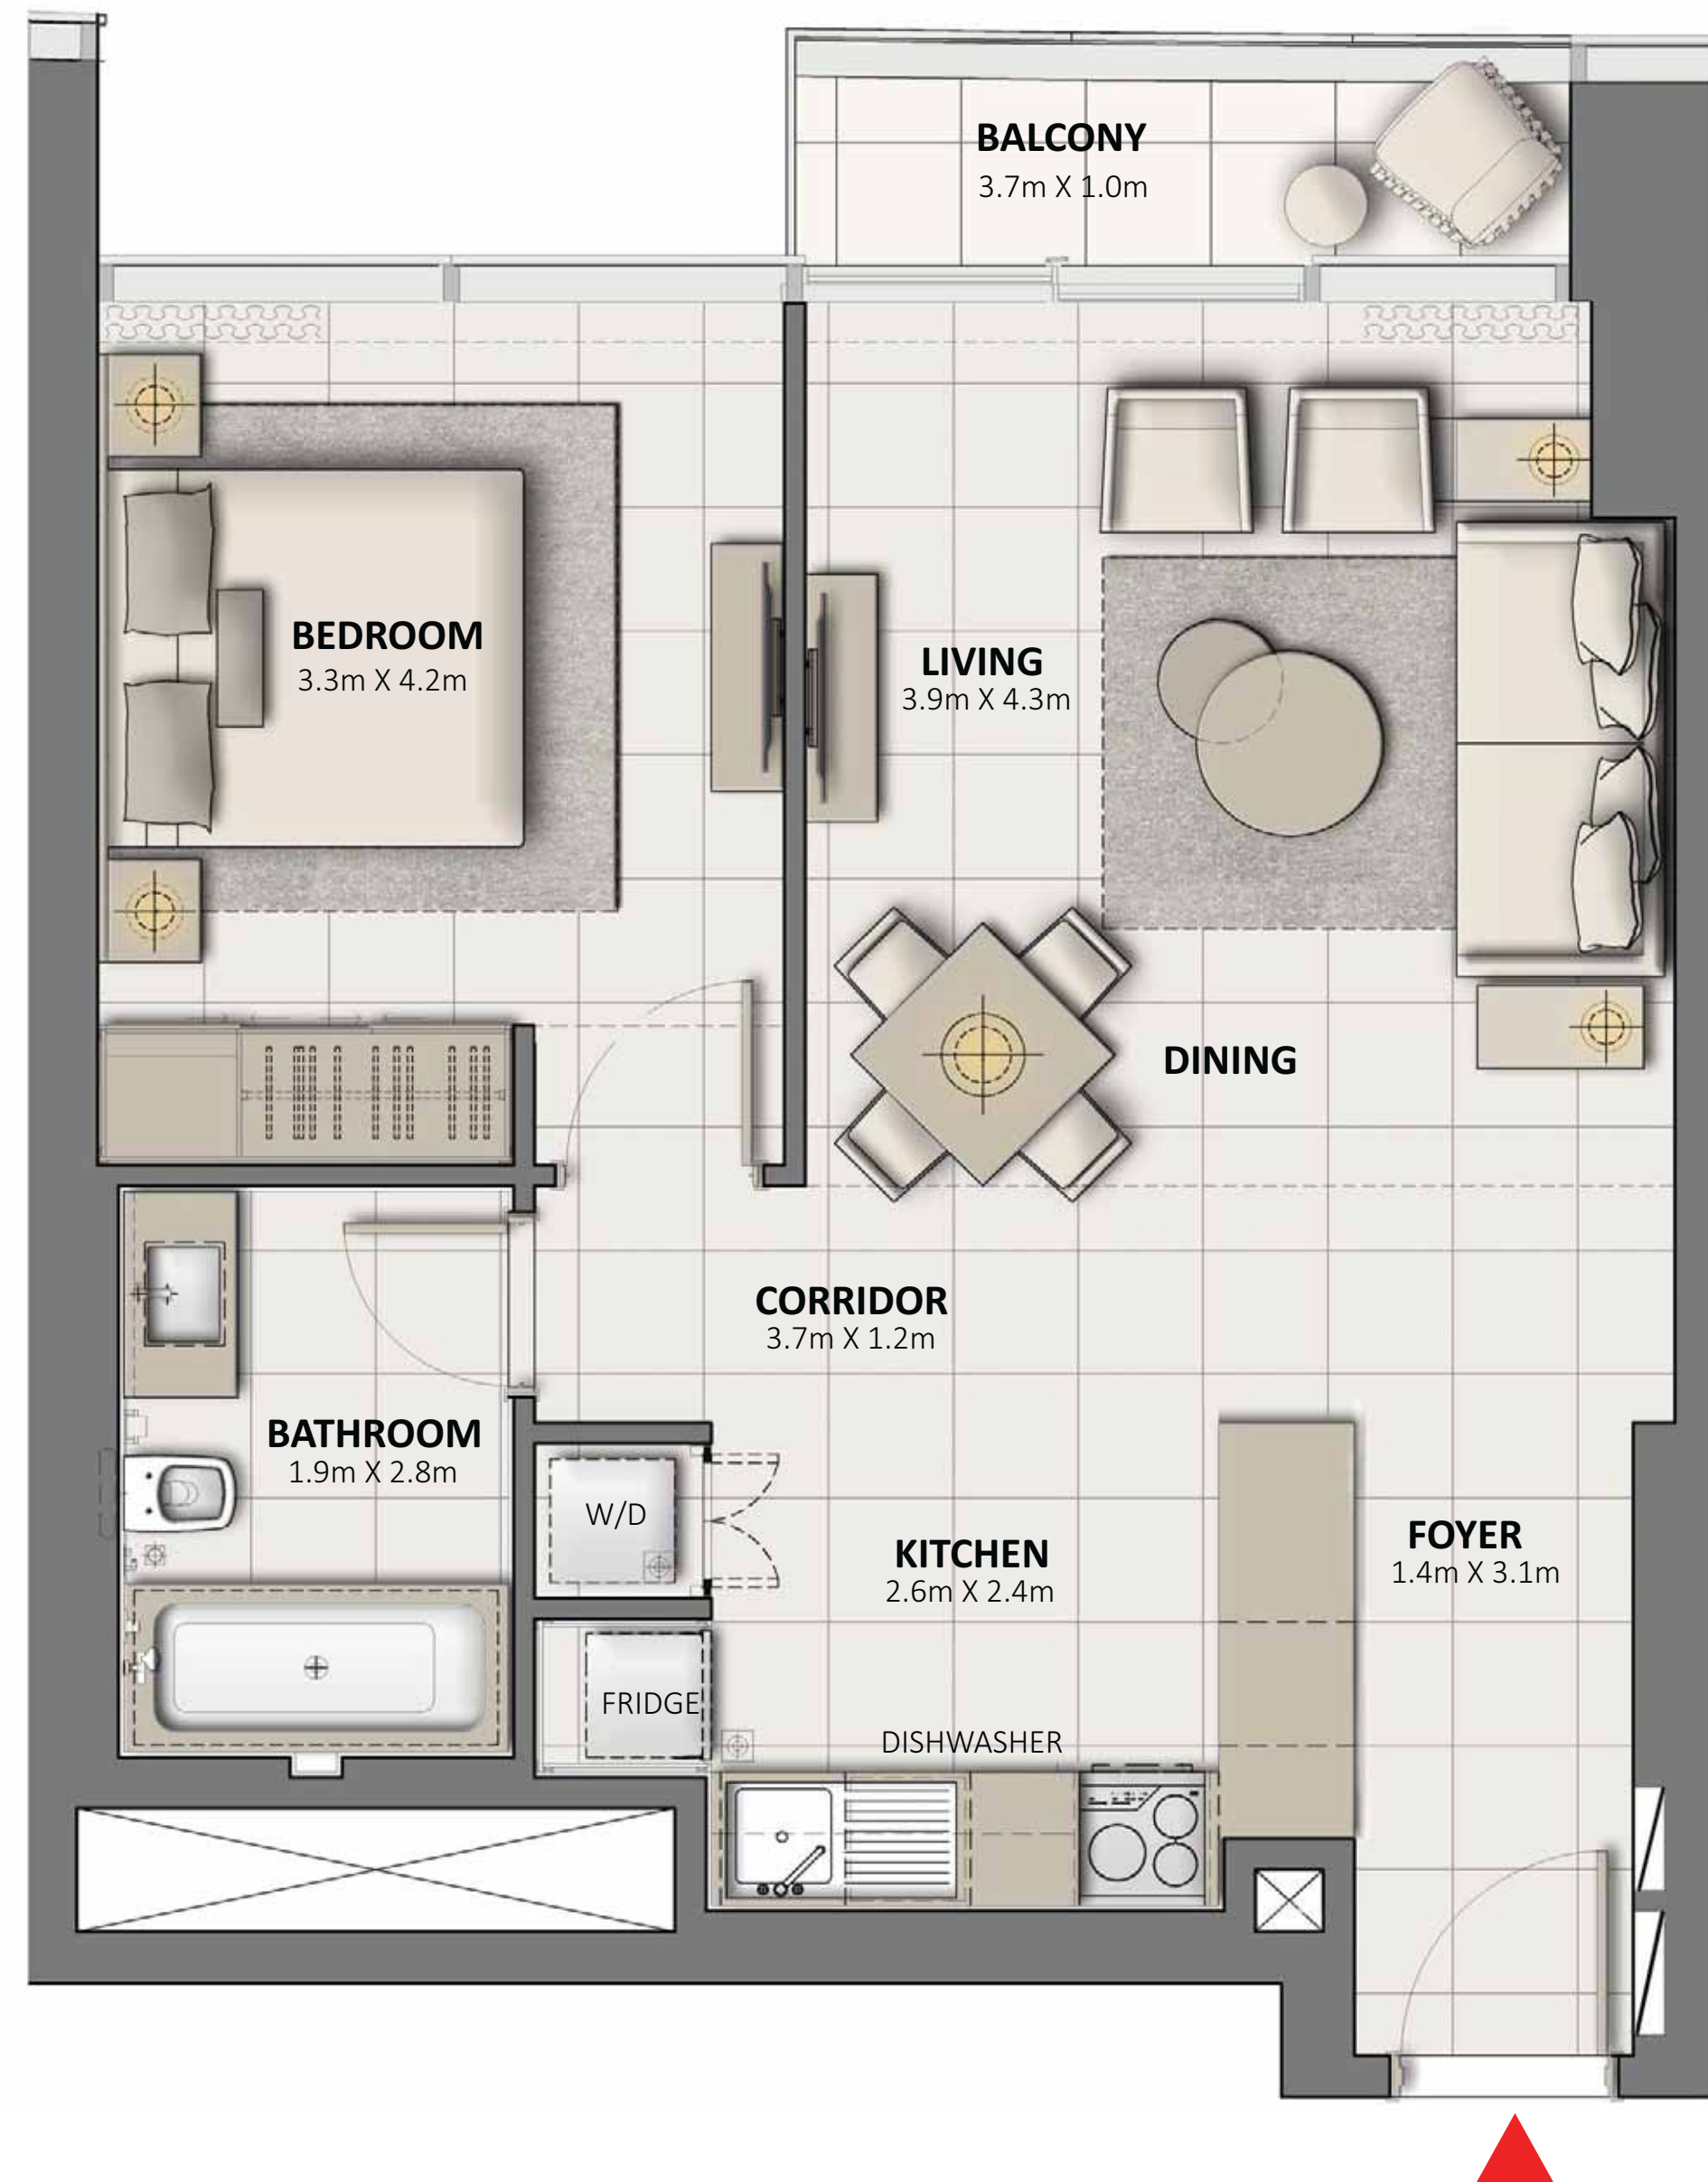 BALCONY
3.7m X 1.0m
BEDROOM
3.3m X 4.2m
LIVING
3.9m X 4.3m
DINING
CORRIDOR
3.7m X 1.2m
BATHROOM
1.9m X 2.8m
W/D
KITCHEN
2.6m X 2.4m
FOYER
1.4m X 3.1m
FRIDGE
DISHWASHER